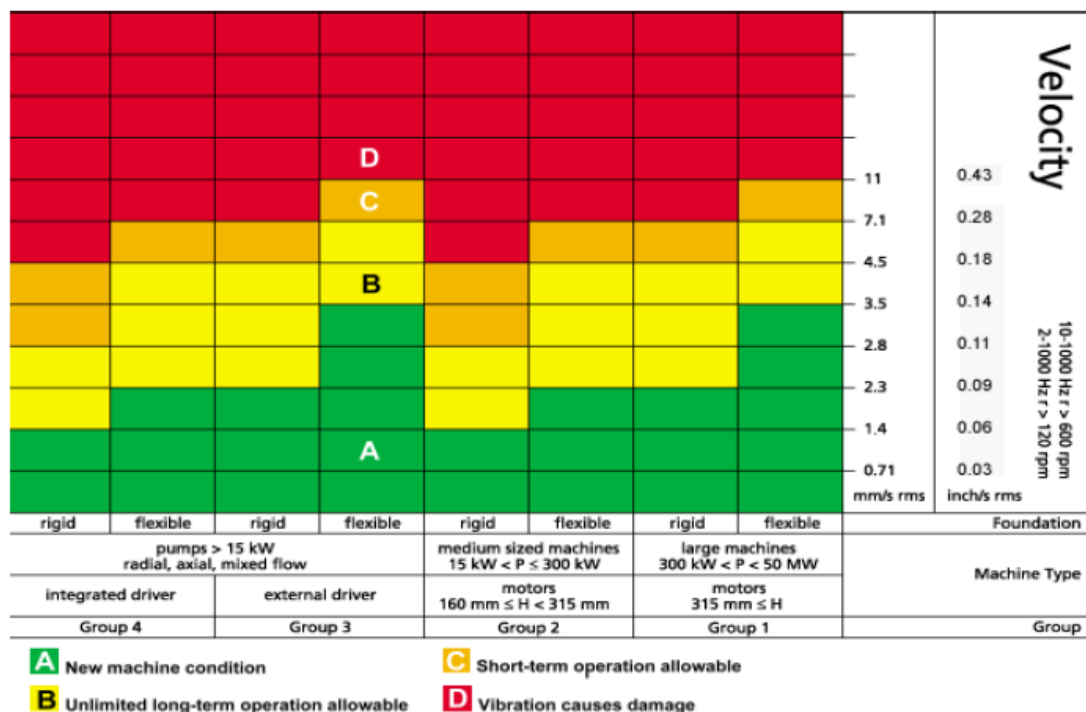 Velocity
D
C
B
A
11
7.1
4.5
3.5
2.8
2.3
1.4
0.71
mm/s rms
0.43
0.28
0.18
0.14
0.11
0.09
0.06
0.03
inch/s rms
10-1000 Hz r > 600 rpm
2-1000 Hz r > 120 rpm
rigid flexible rigid flexible rigid flexible rigid flexible Foundation
pumps > 15 kW
radial, axial, mixed flow
medium sized machines
15 kW < P ≤ 300 kW
large machines
300 kW < P < 50 MW
Machine Type
integrated driver
external driver
motors
160 mm ≤ H < 315 mm
motors
315 mm ≤ H
Group 4 Group 3 Group 2 Group 1 Group
A New machine condition
C Short-term operation allowable
B Unlimited long-term operation allowable
D Vibration causes damage